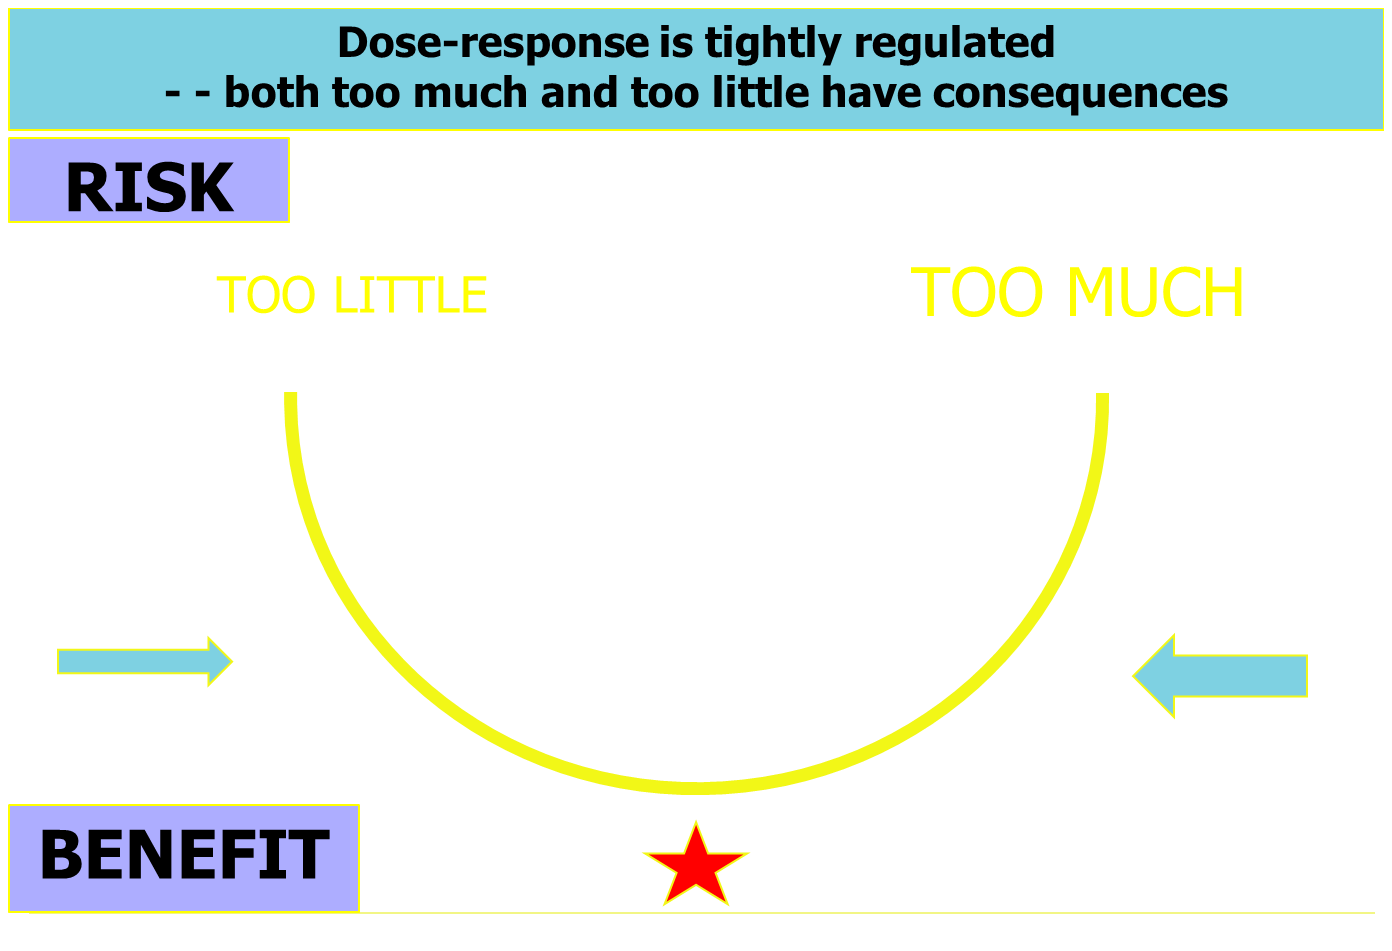 Dose-response is tightly regulated
- - both too much and too little have consequences
RISK
TOO LITTLE
TOO MUCH
BENEFIT